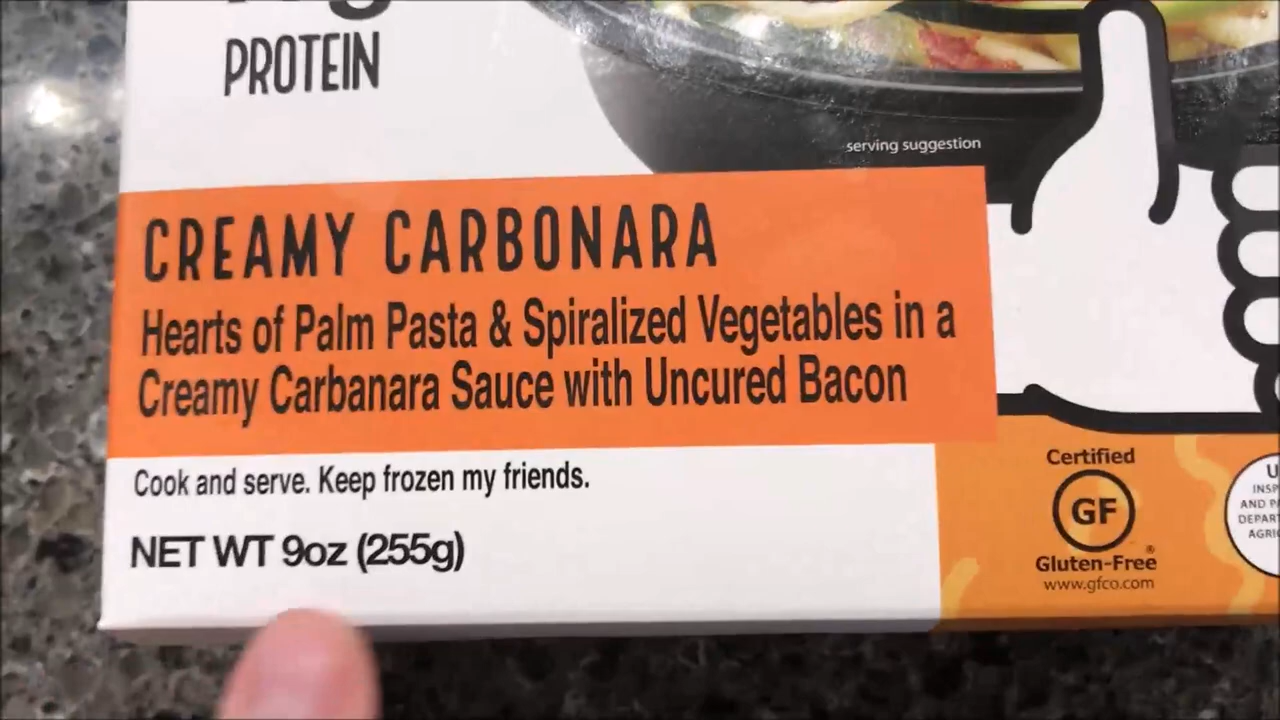 PROTEIN
serving suggestion
CREAMY CARBONARA
Hearts of Palm Pasta & Spiralized Vegetables in a
Creamy Carbanara Sauce with Uncured Bacon
Cook and serve. Keep frozen my friends.
NET WT 9oz (255g)
Certified
GF
Gluten-Free®
www.gfco.com